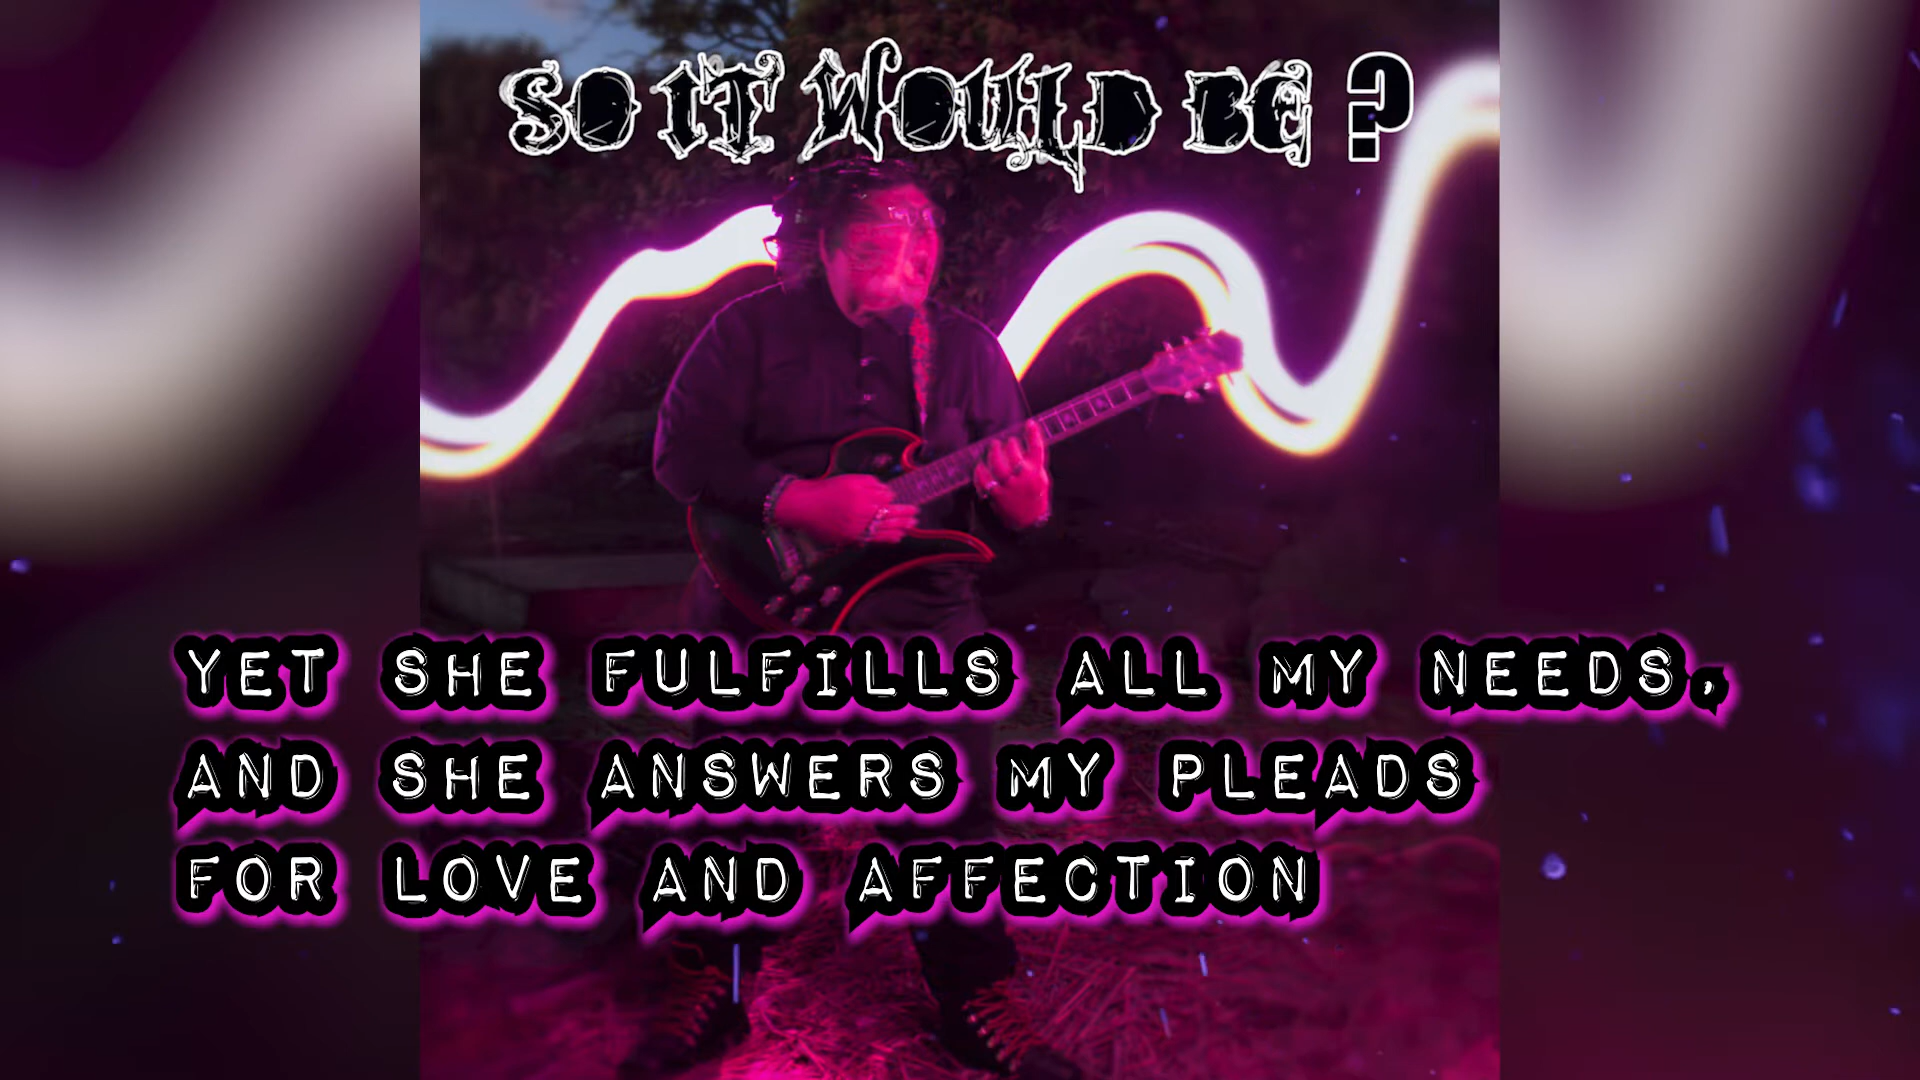 SO IT WOULD BE ?
YET SHE FULFILLS ALL MY NEEDS,
AND SHE ANSWERS MY PLEADS
FOR LOVE AND AFFECTION